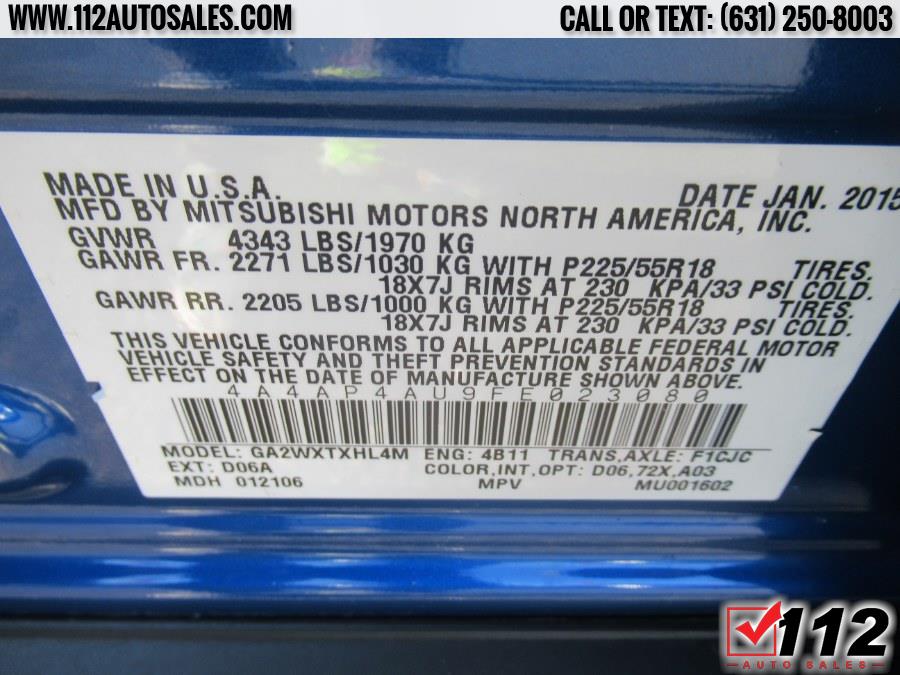 WWW.112AUTOSALES.COM
CALL OR TEXT: (631) 250-8003
MADE IN U.S.A. DATE JAN. 2015
MFD BY MITSUBISHI MOTORS NORTH AMERICA, INC.
GVWR 4343 LBS/1970 KG
GAWR FR. 2271 LBS/1030 KG WITH P225/55R18 TIRES.
18X7J RIMS AT 230 KPA/33 PSI COLD.
GAWR RR. 2205 LBS/1000 KG WITH P225/55R18 TIRES.
18X7J RIMS AT 230 KPA/33 PSI COLD.
THIS VEHICLE CONFORMS TO ALL APPLICABLE FEDERAL MOTOR
VEHICLE SAFETY AND THEFT PREVENTION STANDARDS IN
EFFECT ON THE DATE OF MANUFACTURE SHOWN ABOVE.
4A4AP4AU9FE023080
MODEL: GA2WXTXHL4M ENG: 4B11 TRANS,AXLE: F1CJC
EXT: D06A COLOR,INT,OPT: D06,72X,A03
MDH 012106 MPV MU001602
112
AUTO SALES